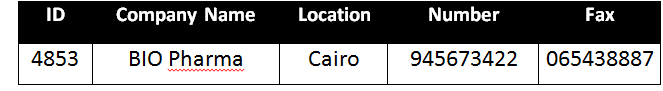 ID Company Name Location Number Fax
4853 BIO Pharma Cairo 945673422 065438887